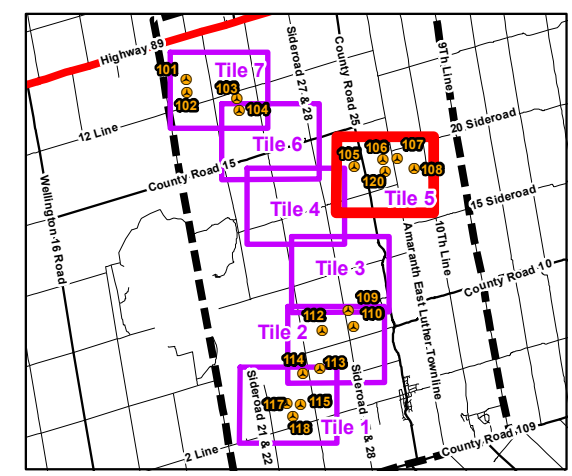 Highway 89
Sideroad 27 & 28
County Road 25
9Th Line
101
Tile 7
102
103
104
12 Line
20 Sideroad
Tile 6
107
106
105
108
120
County Road 15
Wellington 16 Road
Tile 5
15 Sideroad
Tile 4
10Th Line
Amaranth East Luther Townline
Tile 3
County Road 10
109
112
110
Tile 2
114
113
Sideroad 21 & 22
117
115
118
Tile 1
2 Line
County Road 109